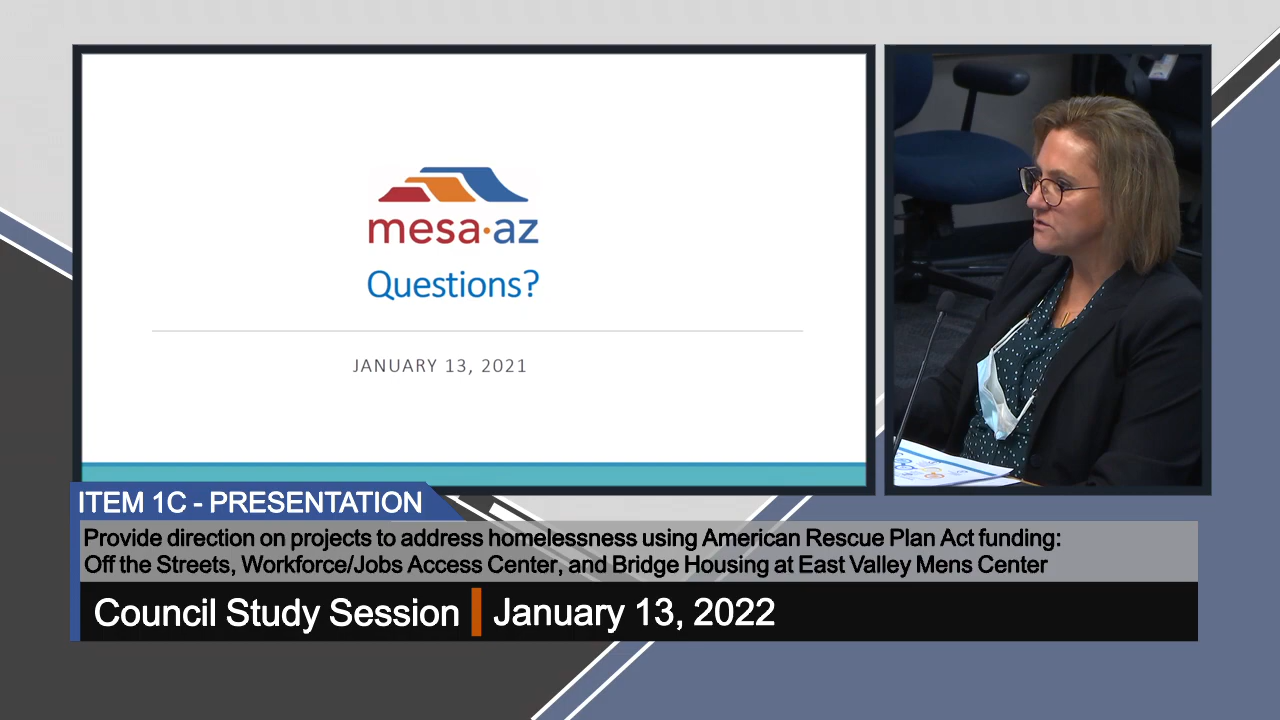 mesa·az
Questions?
JANUARY 13, 2021
ITEM 1C - PRESENTATION
Provide direction on projects to address homelessness using American Rescue Plan Act funding:
Off the Streets, Workforce/Jobs Access Center, and Bridge Housing at East Valley Mens Center
Council Study Session
January 13, 2022